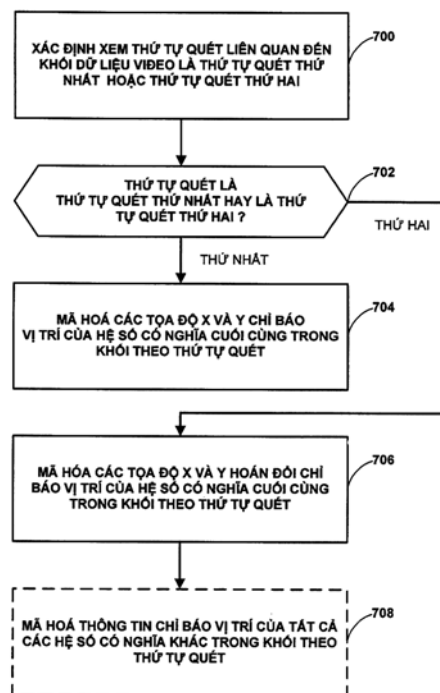 XÁC ĐỊNH XEM THỨ TỰ QUÉT LIÊN QUAN ĐẾN
KHỐI DỮ LIỆU VIDEO LÀ THỨ TỰ QUÉT THỨ
NHẤT HOẶC THỨ TỰ QUÉT THỨ HAI
700
THỨ TỰ QUÉT LÀ
THỨ TỰ QUÉT THỨ NHẤT HAY LÀ THỨ
TỰ QUÉT THỨ HAI ?
702
THỨ HAI
THỨ NHẤT
MÃ HOÁ CÁC TỌA ĐỘ X VÀ Y CHỈ BÁO
VỊ TRÍ CỦA HỆ SỐ CÓ NGHĨA CUỐI CÙNG TRONG
KHỐI THEO THỨ TỰ QUÉT
704
MÃ HÓA CÁC TỌA ĐỘ X VÀ Y HOÁN ĐỔI CHỈ
BÁO VỊ TRÍ CỦA HỆ SỐ CÓ NGHĨA CUỐI CÙNG
TRONG KHỐI THEO THỨ TỰ QUÉT
706
MÃ HOÁ THÔNG TIN CHỈ BÁO VỊ TRÍ CỦA TẤT CẢ
CÁC HỆ SỐ CÓ NGHĨA KHÁC TRONG KHỐI THEO
THỨ TỰ QUÉT
708